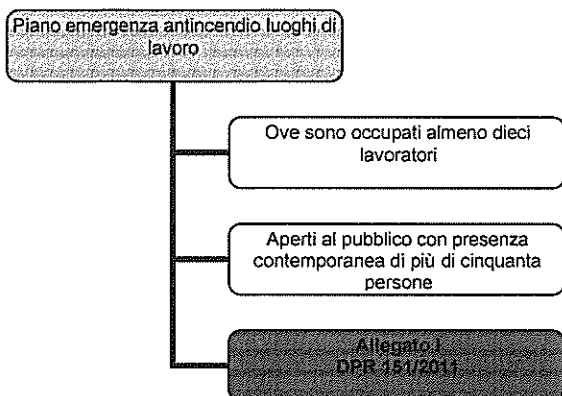 Piano emergenza antincendio luoghi di
lavoro
Ove sono occupati almeno dieci
lavoratori
Aperti al pubblico con presenza
contemporanea di più di cinquanta
persone
Allegato I
DPR 151/2011